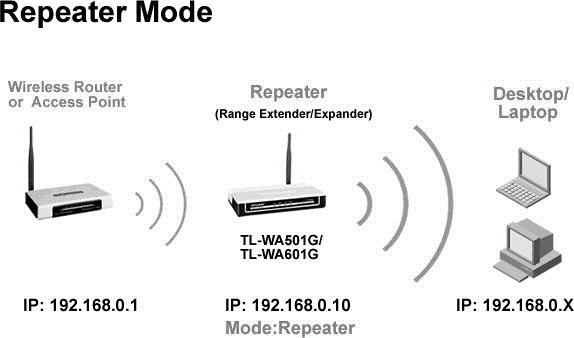 Repeater Mode
Wireless Router
or Access Point
Repeater
(Range Extender/Expander)
Desktop/
Laptop
TL-WA501G/
TL-WA601G
IP: 192.168.0.1
IP: 192.168.0.10
IP: 192.168.0.X
Mode:Repeater